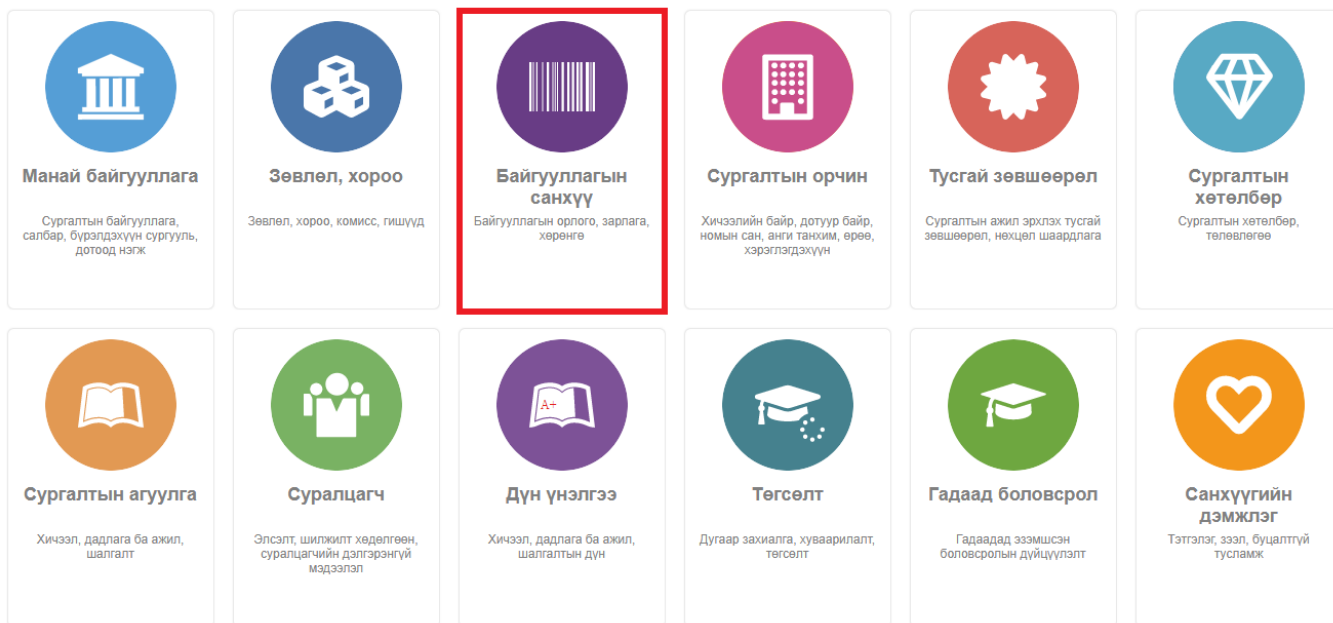 Манай байгууллага
Сургалтын байгууллага,
салбар, бүрэлдэхүүн сургууль,
дотоод нэгж
Зөвлөл, хороо
Зөвлөл, хороо, комисс, гишүүд
Байгууллагын
санхүү
Байгууллагын орлого, зарлага,
хөрөнгө
Сургалтын орчин
Хичээлийн байр, дотуур байр,
номын сан, анги танхим, өрөө,
хэрэглэгдэхүүн
Тусгай зөвшөөрөл
Сургалтын ажил эрхлэх тусгай
зөвшөөрөл, нөхцөл шаардлага
Сургалтын
хөтөлбөр
Сургалтын хөтөлбөр,
төлөвлөгөө
Сургалтын агуулга
Хичээл, дадлага ба ажил,
шалгалт
Суралцагч
Элсэлт, шилжилт хөдөлгөөн,
суралцагчийн дэлгэрэнгүй
мэдээлэл
A+
Дүн үнэлгээ
Хичээл, дадлага ба ажил,
шалгалтын дүн
Төгсөлт
Дугаар захиалга, хуваарилалт,
төгсөлт
Гадаад боловсрол
Гадаадад эзэмшсэн
боловсролын дүйцүүлэлт
Санхүүгийн
дэмжлэг
Тэтгэлэг, зээл, буцалтгүй
тусламж